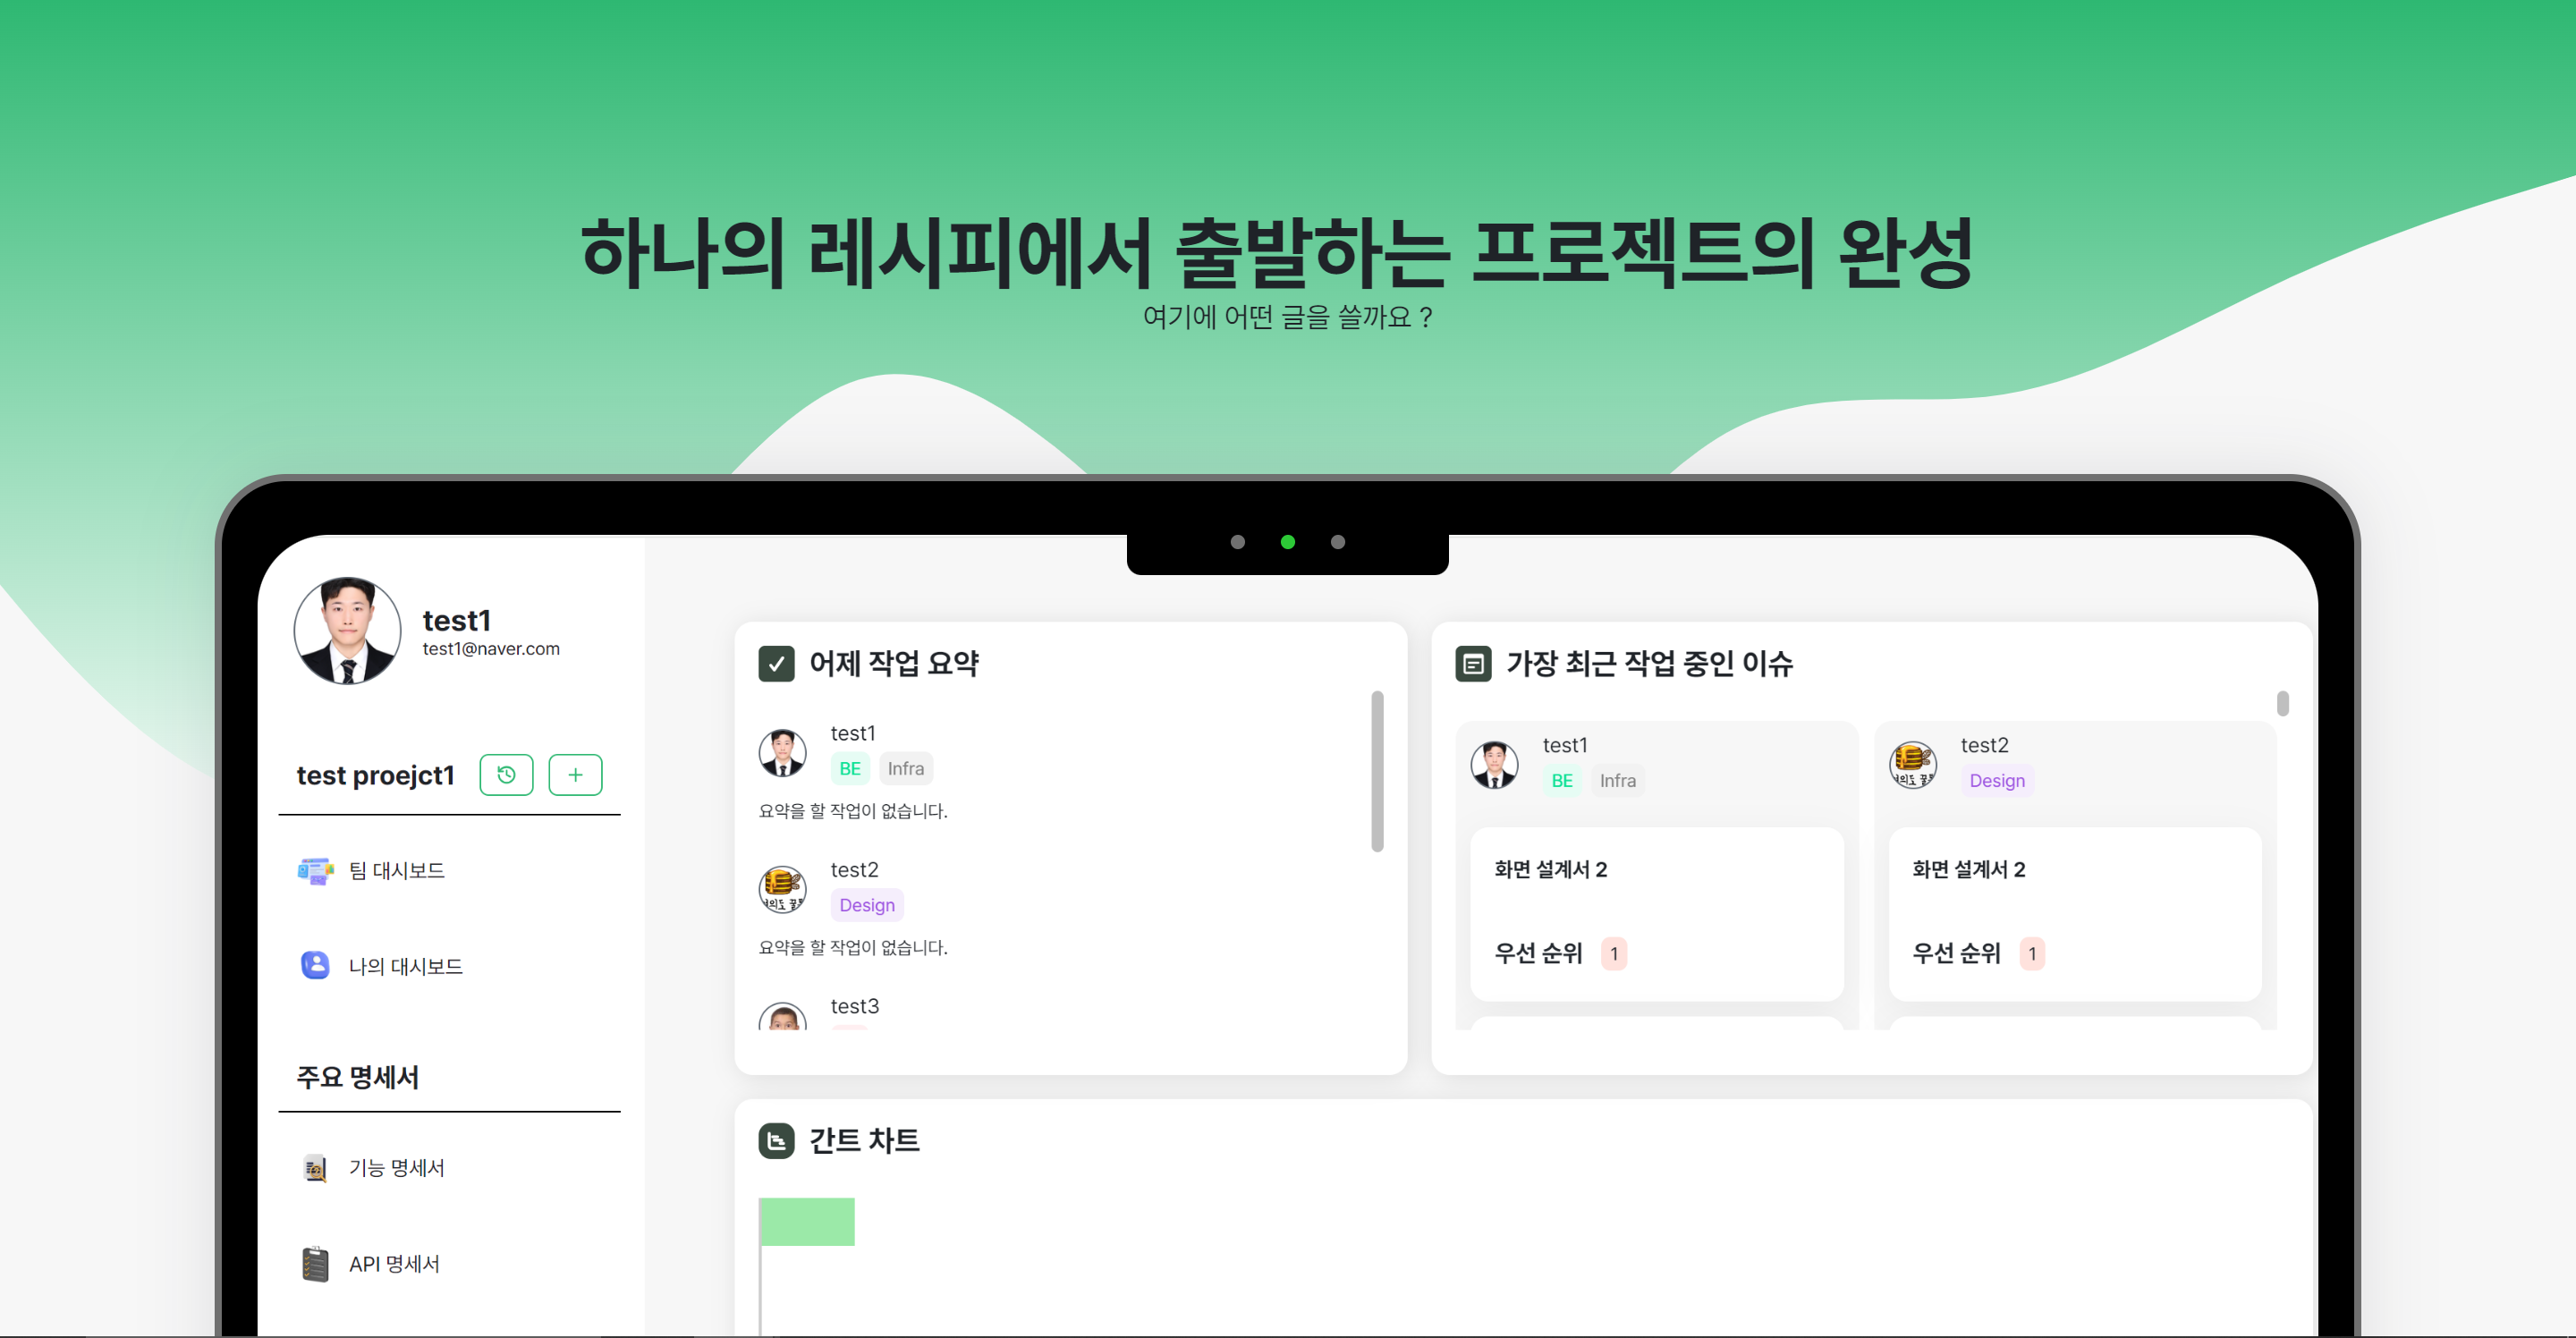 하나의 레시피에서 출발하는 프로젝트의 완성
여기에 어떤 글을 쓸까요 ?
test1
test1@naver.com
test proejct1
팀 대시보드
나의 대시보드
주요 명세서
기능 명세서
API 명세서
어제 작업 요약
test1
BE Infra
요약을 할 작업이 없습니다.
test2
Design
요약을 할 작업이 없습니다.
test3
가장 최근 작업 중인 이슈
test1
BE Infra
화면 설계서 2
우선 순위 1
test2
Design
화면 설계서 2
우선 순위 1
간트 차트